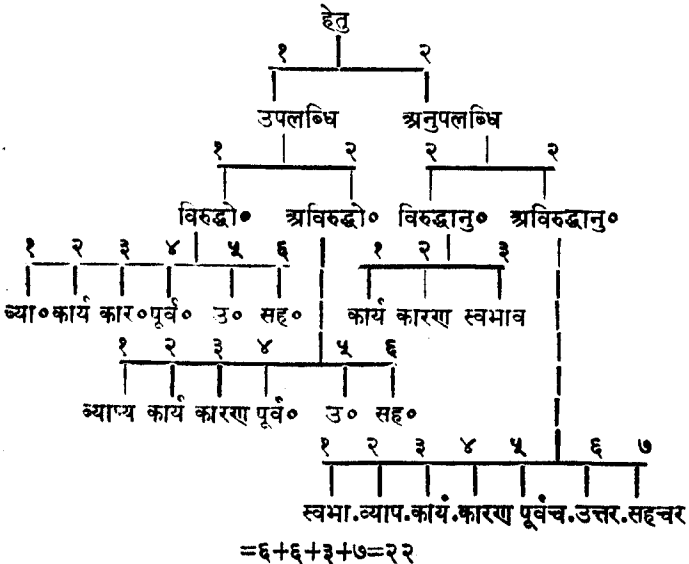 हेतु
१ २
उपलब्धि अनुपलब्धि
१ २ २ २
विरुद्धो० अविरुद्धो० विरुद्धानु० अविरुद्धानु०
१ २ ३ ४ ५ ६ १ २ ३
व्या० कार्य कार० पूर्व० उ० सह० कार्य कारण स्वभाव
१ २ ३ ४ ५ ६
व्याप्य कार्य कारण पूर्व० उ० सह०
१ २ ३ ४ ५ ६ ७
स्वभा.व्याप.कार्य.कारण पूर्वच.उत्तर.सहचर
=६+६+३+७=२२